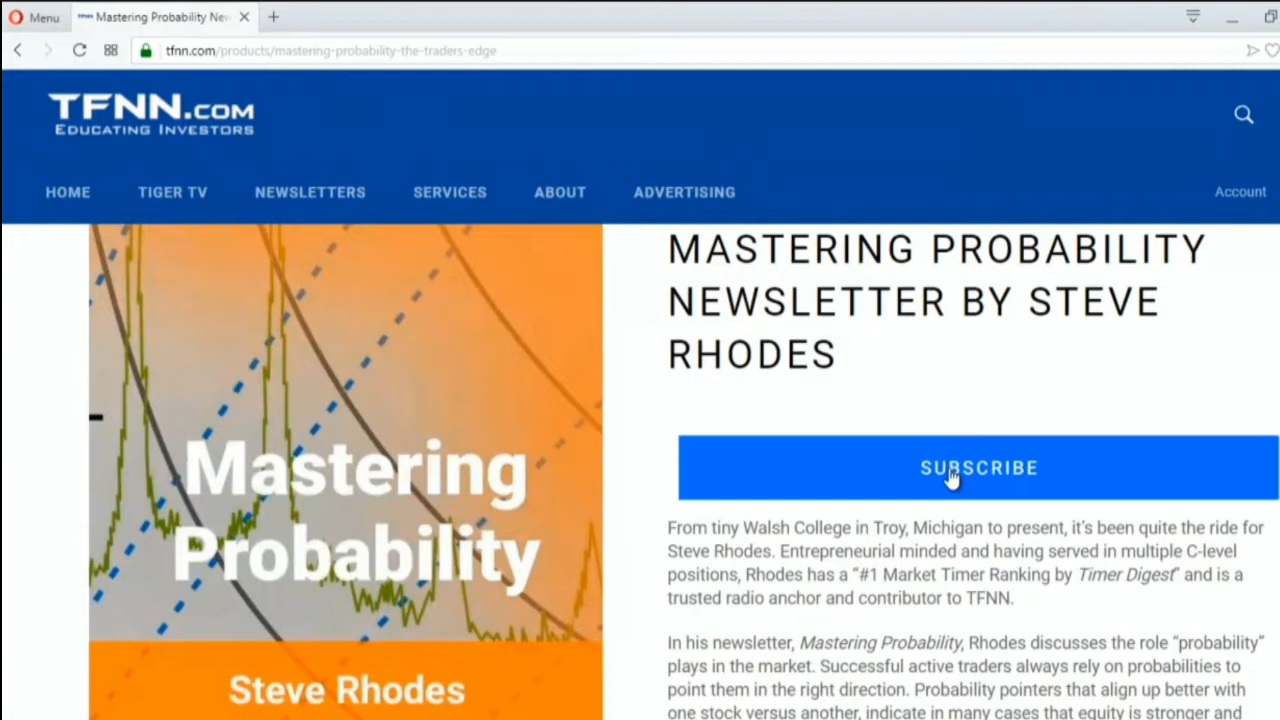 Menu
Mastering Probability Nev
tfnn.com/products/mastering-probability-the-traders-edge
TFNN.COM
EDUCATING INVESTORS
HOME TIGER TV NEWSLETTERS SERVICES ABOUT ADVERTISING Account
MASTERING PROBABILITY
NEWSLETTER BY STEVE
RHODES
SUBSCRIBE
From tiny Walsh College in Troy, Michigan to present, it's been quite the ride for
Steve Rhodes. Entrepreneurial minded and having served in multiple C-level
positions, Rhodes has a “#1 Market Timer Ranking by Timer Digest” and is a
trusted radio anchor and contributor to TFNN.
In his newsletter, Mastering Probability, Rhodes discusses the role “probability”
plays in the market. Successful active traders always rely on probabilities to
point them in the right direction. Probability pointers that align up better with
one stock versus another, indicate in many cases that equity is stronger and
Mastering
Probability
Steve Rhodes